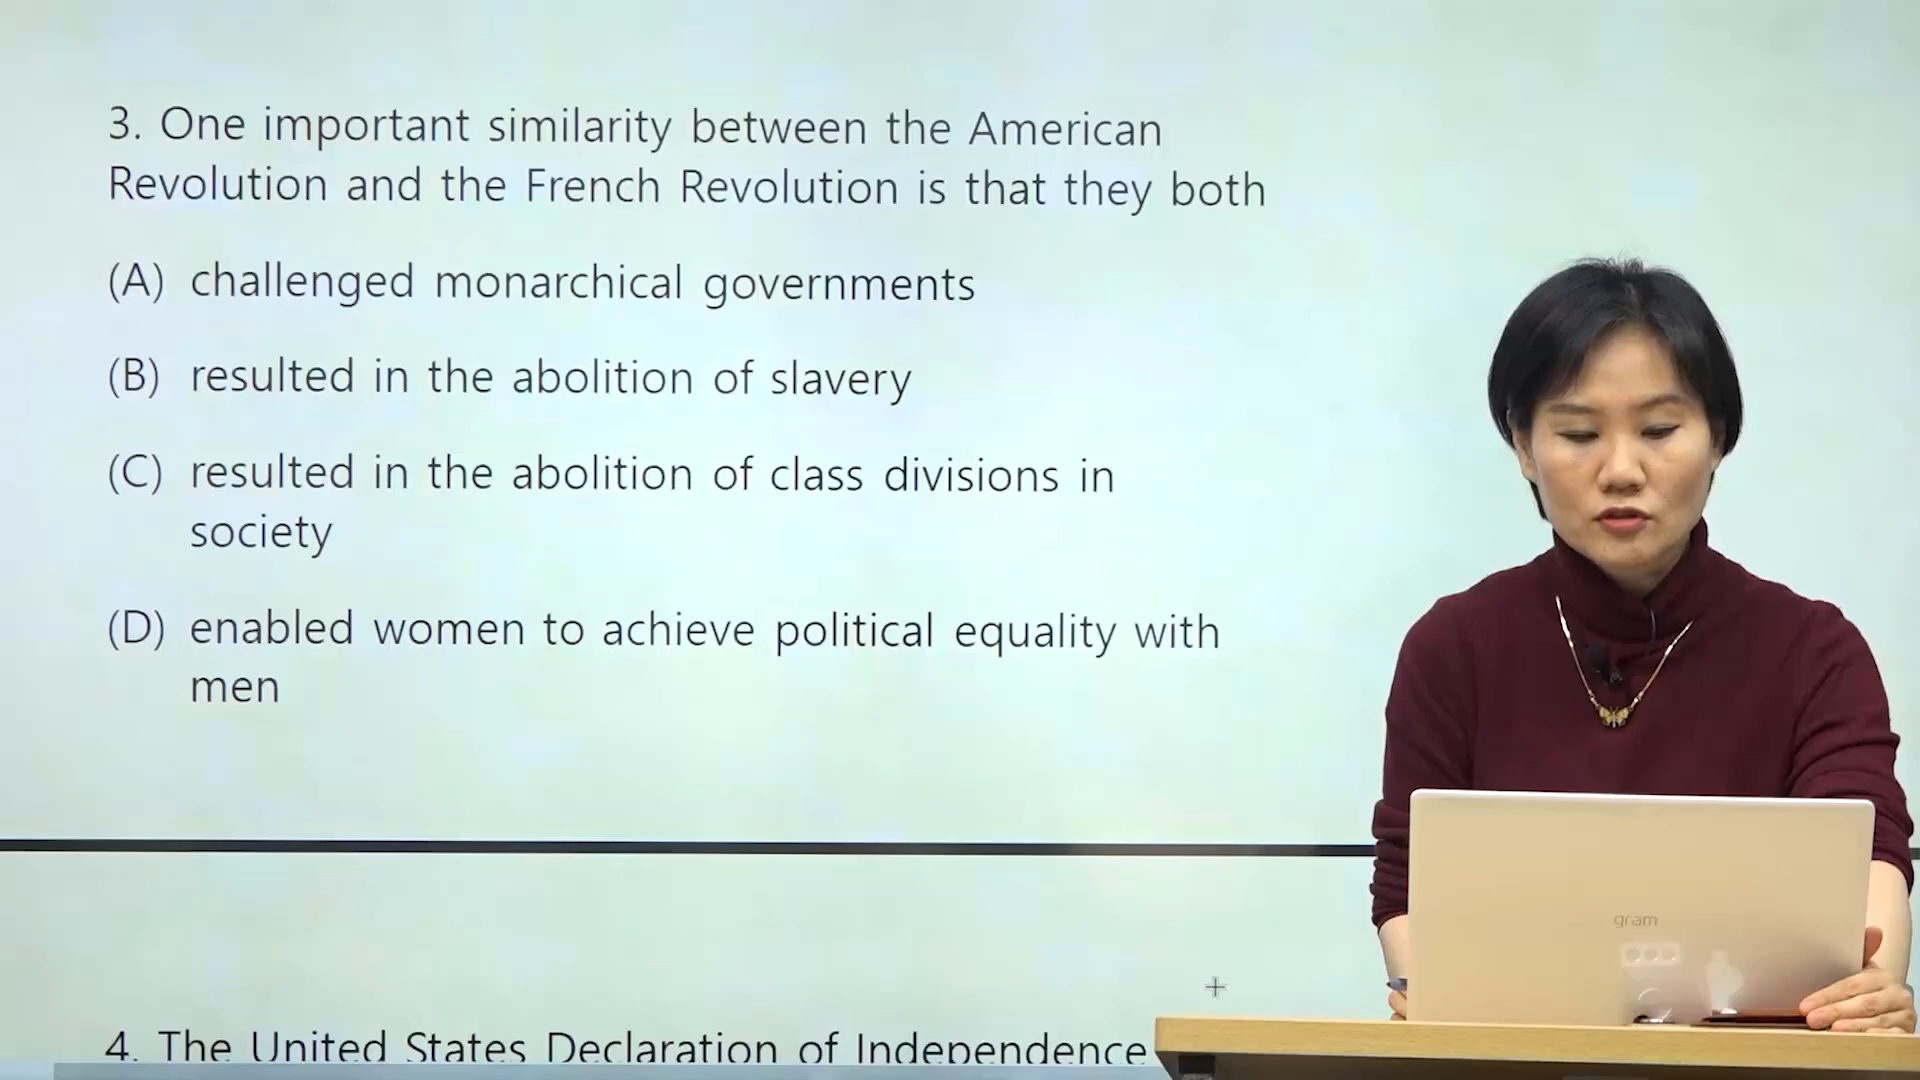 3. One important similarity between the American
Revolution and the French Revolution is that they both
(A) challenged monarchical governments
(B) resulted in the abolition of slavery
(C) resulted in the abolition of class divisions in
society
(D) enabled women to achieve political equality with
men
4. The United States Declaration of Independence
gram